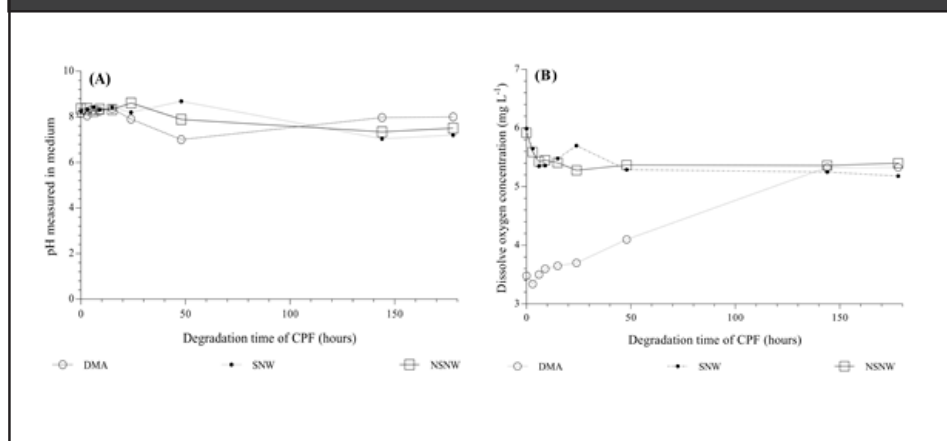 (A)
pH measured in medium
10
8
6
4
2
0
0 50 100 150
Degradation time of CPF (hours)
DMA SNW NSNW
(B)
Dissolve oxygen concentration (mg L⁻¹)
7
6
5
4
3
0 50 100 150
Degradation time of CPF (hours)
DMA SNW NSNW